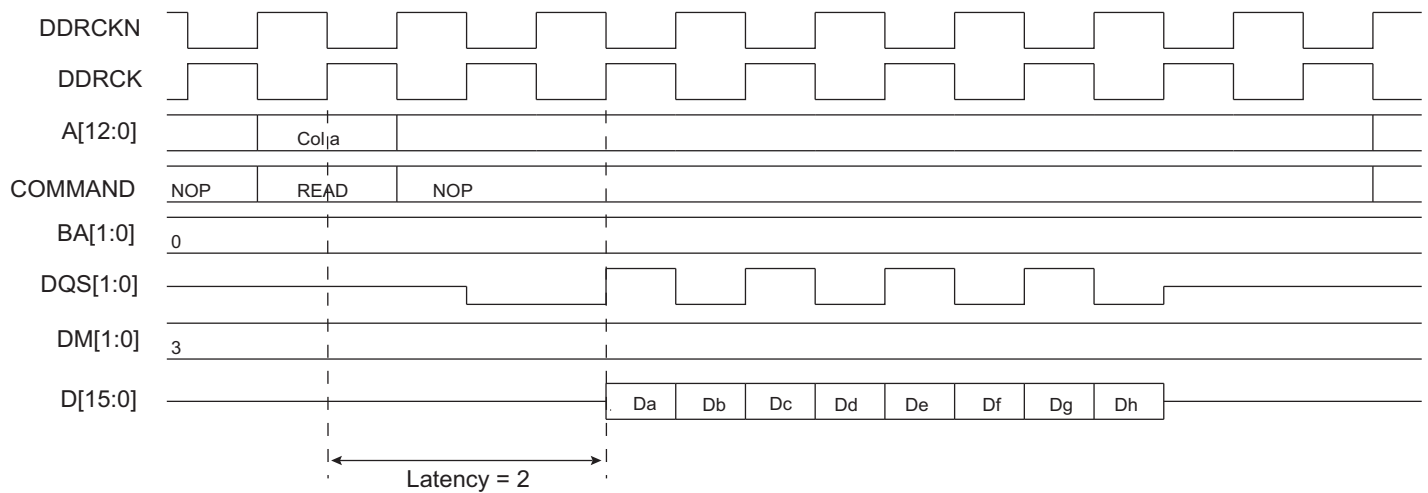 DDRCKN
DDRCK
A[12:0]
Col a
COMMAND
NOP READ NOP
BA[1:0]
0
DQS[1:0]
DM[1:0]
3
D[15:0]
Da Db Dc Dd De Df Dg Dh
Latency = 2